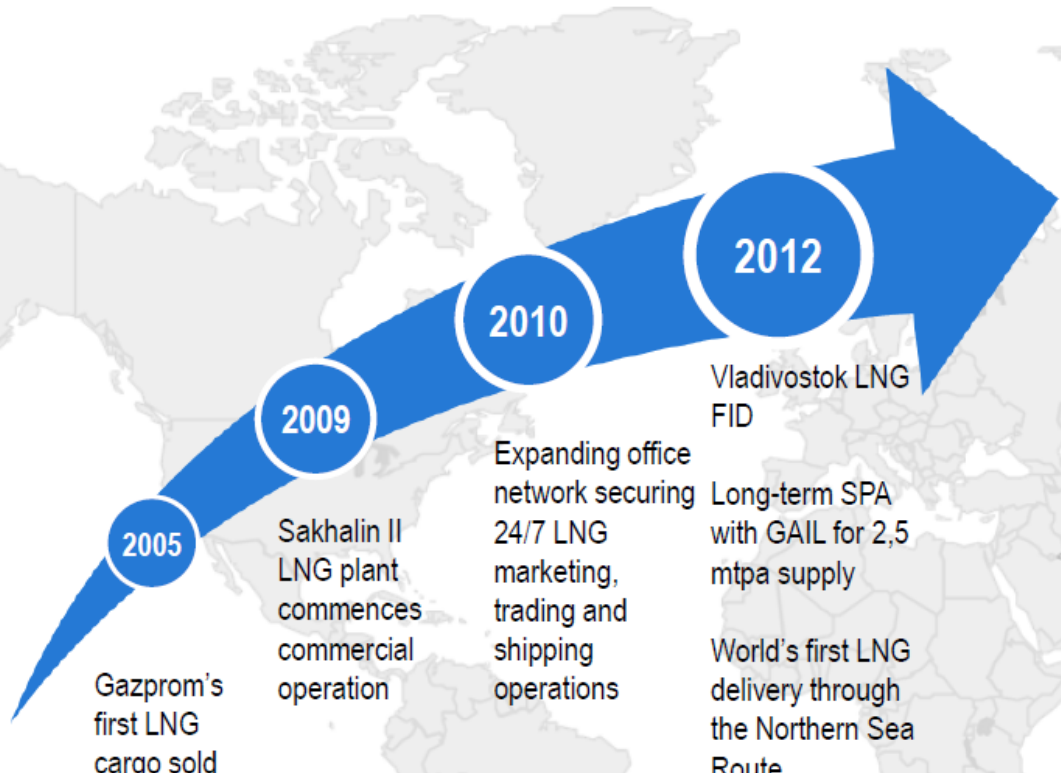 2005
Gazprom's
first LNG
cargo sold
2009
Sakhalin II
LNG plant
commences
commercial
operation
2010
Expanding office
network securing
24/7 LNG
marketing,
trading and
shipping
operations
2012
Vladivostok LNG
FID
Long-term SPA
with GAIL for 2,5
mtpa supply
World's first LNG
delivery through
the Northern Sea
Route